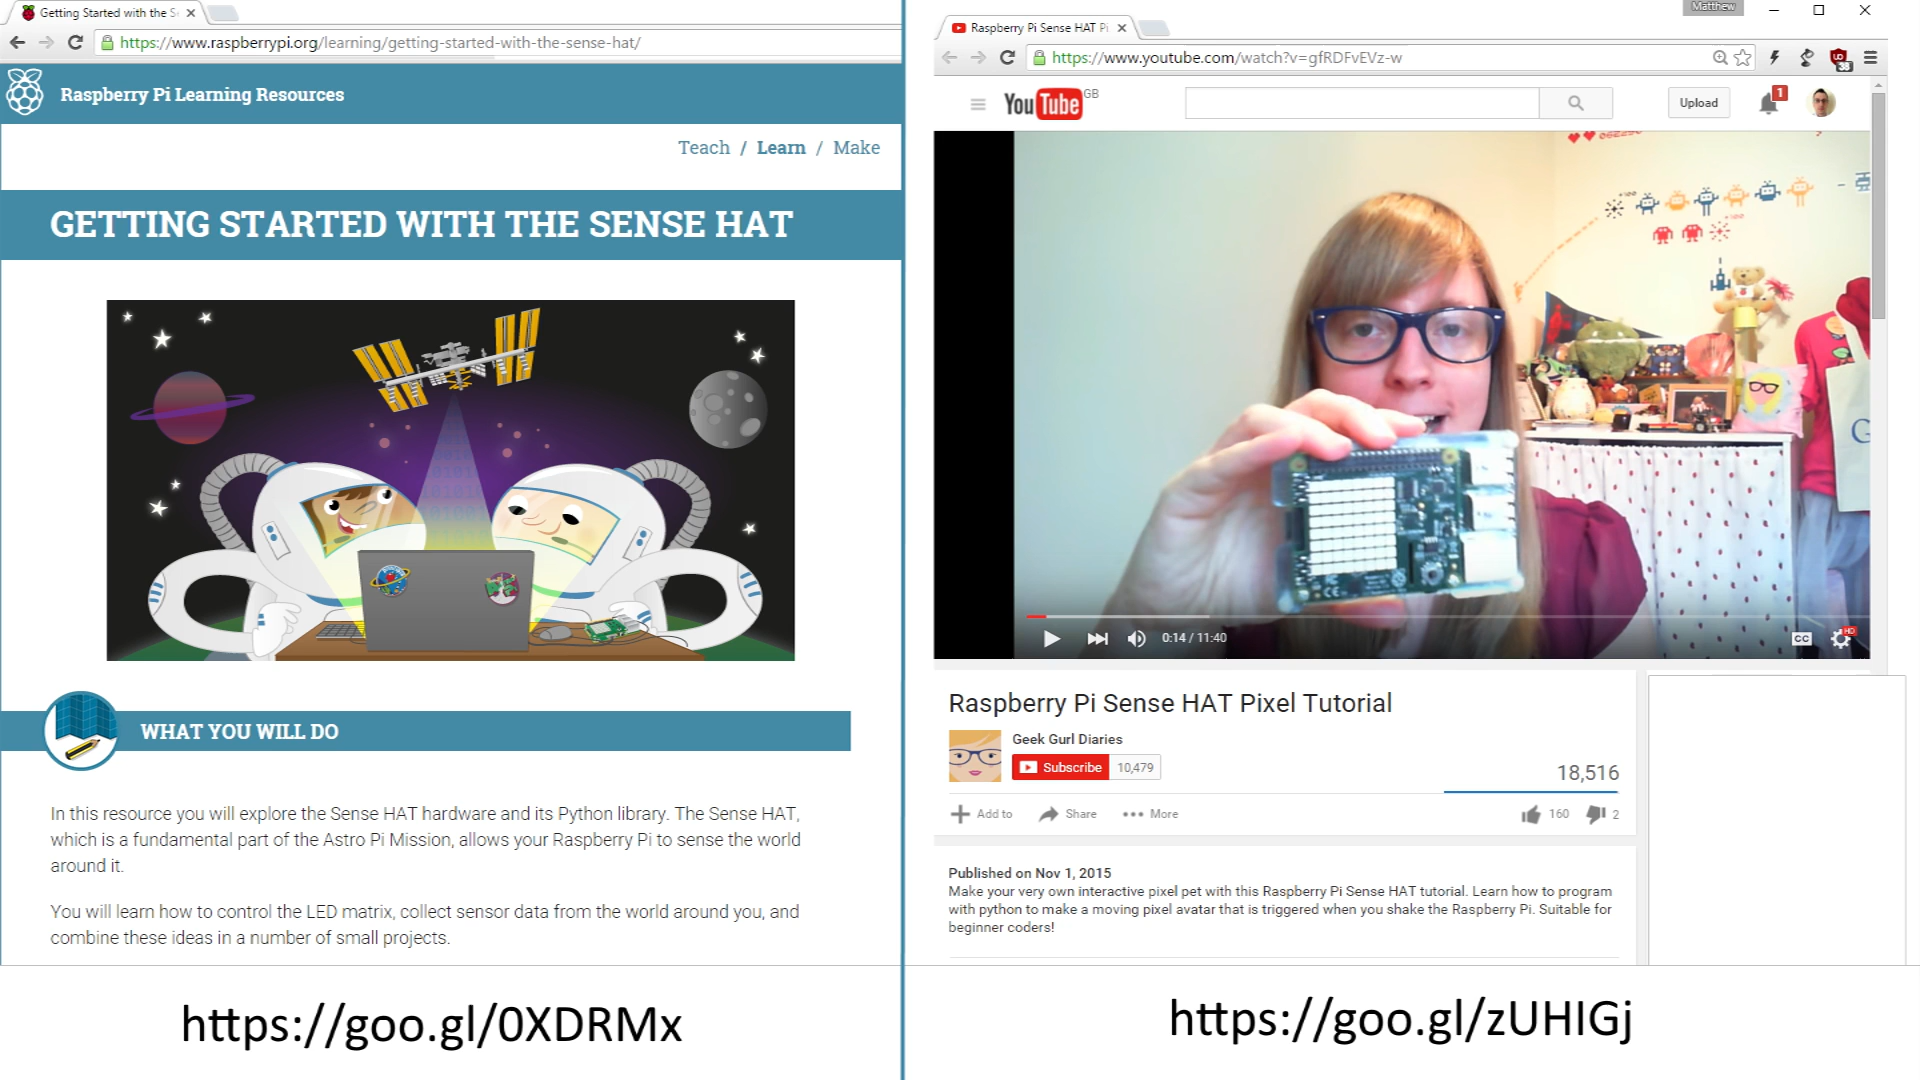 Getting Started with the S
https://www.raspberrypi.org/learning/getting-started-with-the-sense-hat/
Raspberry Pi Learning Resources
Teach / Learn / Make
GETTING STARTED WITH THE SENSE HAT
WHAT YOU WILL DO
In this resource you will explore the Sense HAT hardware and its Python library. The Sense HAT,
which is a fundamental part of the Astro Pi Mission, allows your Raspberry Pi to sense the world
around it.
You will learn how to control the LED matrix, collect sensor data from the world around you, and
combine these ideas in a number of small projects.
https://goo.gl/0XDRMx
Matthew
Raspberry Pi Sense HAT Pi
https://www.youtube.com/watch?v=gfRDFvEVz-w
38
YouTube GB
Upload
1
0:14 / 11:40
CC
HD
Raspberry Pi Sense HAT Pixel Tutorial
Geek Gurl Diaries
Subscribe 10,479
18,516
Add to Share More
160 2
Published on Nov 1, 2015
Make your very own interactive pixel pet with this Raspberry Pi Sense HAT tutorial. Learn how to program
with python to make a moving pixel avatar that is triggered when you shake the Raspberry Pi. Suitable for
beginner coders!
https://goo.gl/zUHIGj